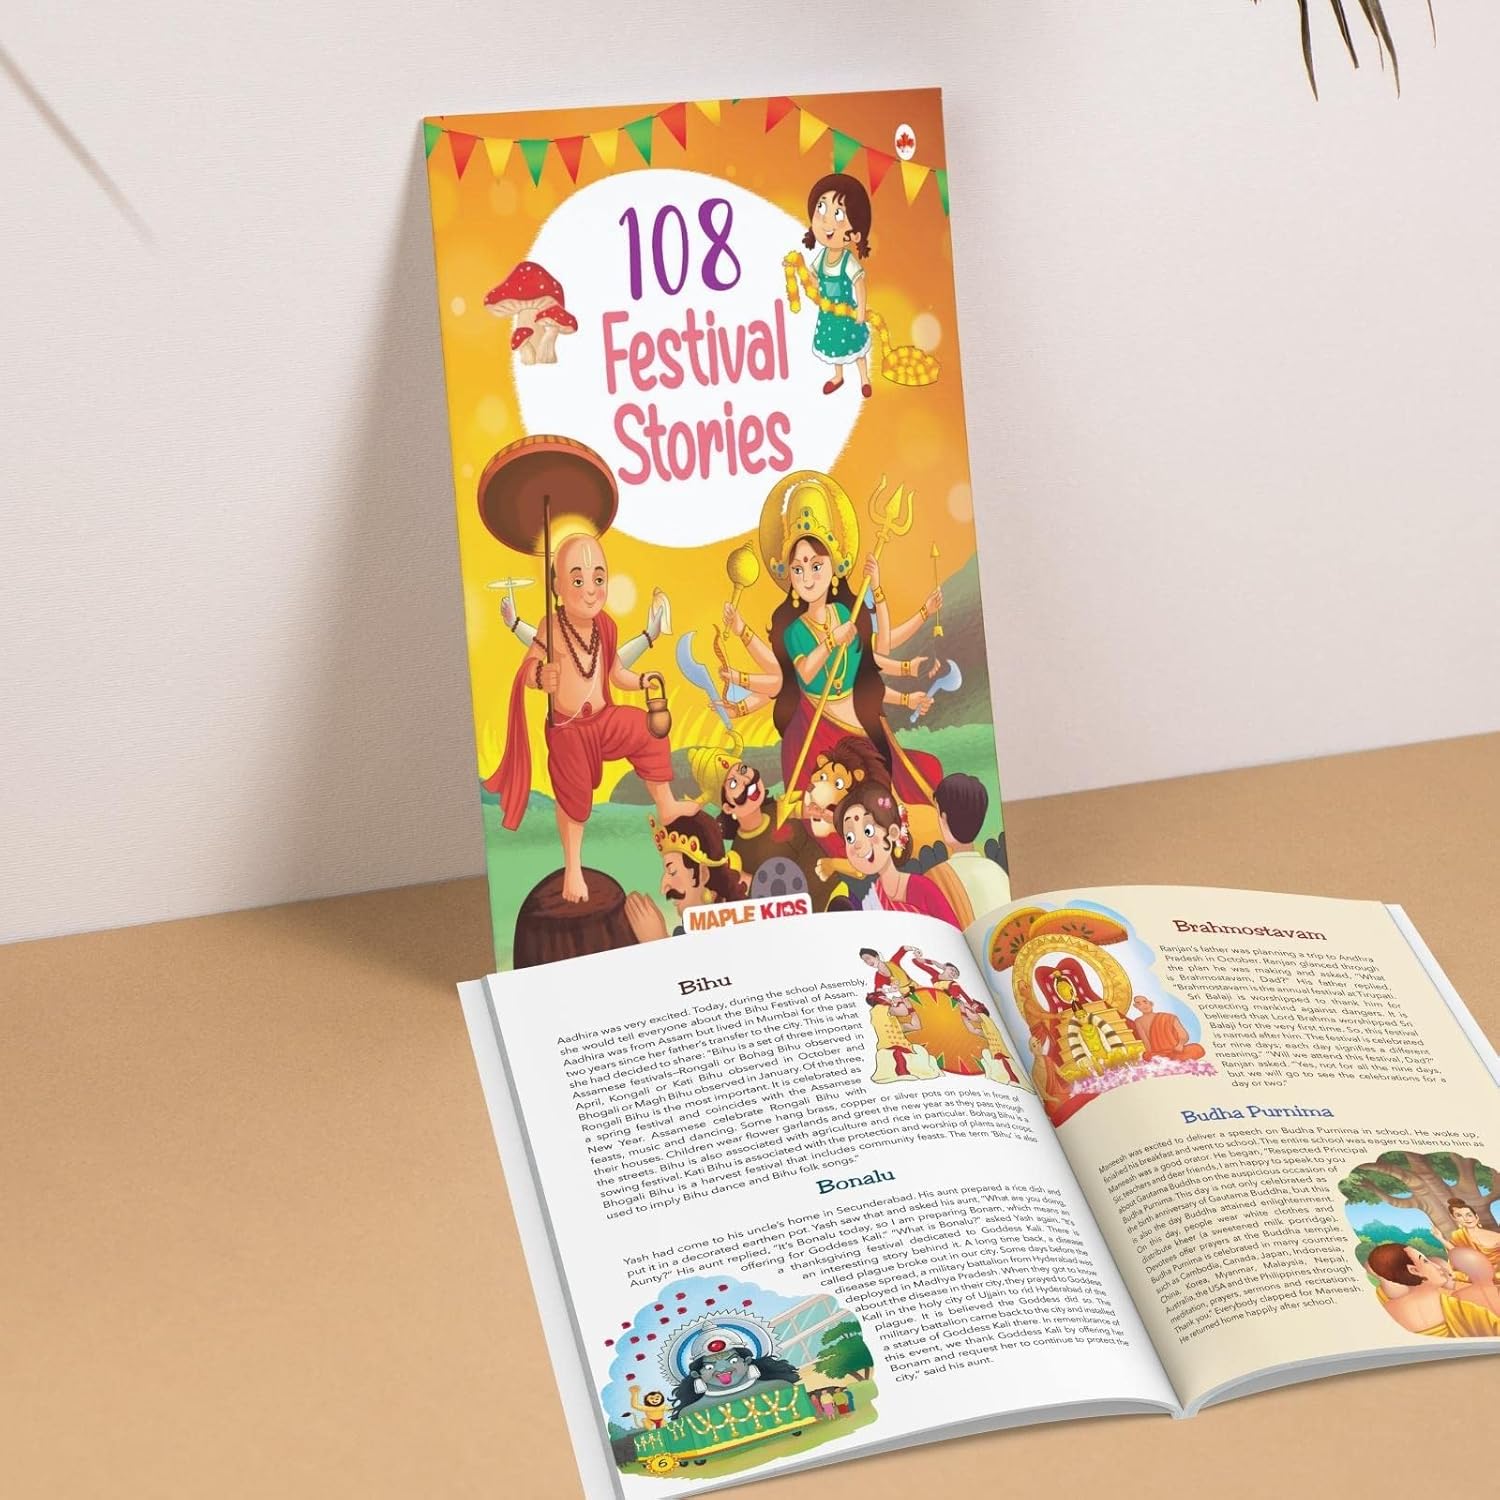 108
Festival
Stories
MAPLE KIDS
Bihu
Aadhira was very excited. Today, during the school Assembly,
she would tell everyone about the Bihu Festival of Assam.
Aadhira was from Assam but lived in Mumbai for the past
two years since her father's transfer to the city. This is what
she had decided to share: "Bihu is a set of three important
Assamese festivals–Rongali or Bohag Bihu observed in
April, Kongali or Kati Bihu observed in October and
Bhogali or Magh Bihu observed in January. Of the three,
Rongali Bihu is the most important. It is celebrated as
a spring festival and coincides with the Assamese
New Year. Assamese celebrate Rongali Bihu with
feasts, music and dancing. Some hang brass, copper or silver pots on poles in front of
their houses. Children wear flower garlands and greet the new year as they pass through
the streets. Bihu is also associated with agriculture and rice in particular. Bohag Bihu is a
sowing festival. Kati Bihu is associated with the protection and worship of plants and crops.
Bhogali Bihu is a harvest festival that includes community feasts. The term 'Bihu' is also
used to imply Bihu dance and Bihu folk songs."
Bonalu
Yash had come to his uncle's home in Secunderabad. His aunt prepared a rice dish and
put it in a decorated earthen pot. Yash saw that and asked his aunt, "What are you doing,
Aunty?" His aunt replied, "It's Bonalu today, so I am preparing Bonam, which means an
offering for Goddess Kali." "What is Bonalu?" asked Yash again. "It's
a thanksgiving festival dedicated to Goddess Kali. There is
an interesting story behind it. A long time back, a disease
called plague broke out in our city. Some days before the
disease spread, a military battalion from Hyderabad was
deployed in Madhya Pradesh. When they got to know
about the disease in their city, they prayed to Goddess
Kali in the holy city of Ujjain to rid Hyderabad of the
plague. It is believed the Goddess did so. The
military battalion came back to the city and installed
a statue of Goddess Kali there. In remembrance of
this event, we thank Goddess Kali by offering her
Bonam and request her to continue to protect the
city," said his aunt.
6
Brahmostavam
Ranjan's father was planning a trip to Andhra
Pradesh in October. Ranjan glanced through
the plan he was making and asked, "What
is Brahmostavam, Dad?" His father replied,
"Brahmostavam is the annual festival at Tirupati.
Sri Balaji is worshipped to thank him for
protecting mankind against dangers. It is
believed that Lord Brahma worshipped Sri
Balaji for the very first time. So, this festival
is named after him. The festival is celebrated
for nine days; each day signifies a different
meaning." "Will we attend this festival, Dad?"
Ranjan asked. "Yes, not for all the nine days,
but we will go to see the celebrations for a
day or two."
Budha Purnima
Maneesh was excited to deliver a speech on Budha Purnima in school. He woke up,
finished his breakfast and went to school. The entire school was eager to listen to him as
Maneesh was a good orator. He began, "Respected Principal
Sir, teachers and dear friends, I am happy to speak to you
about Gautama Buddha on the auspicious occasion of
Budha Purnima. This day is not only celebrated as
the birth anniversary of Gautama Buddha, but this
is also the day Buddha attained enlightenment.
On this day, people wear white clothes and
distribute kheer (a sweetened milk porridge).
Devotees offer prayers at the Buddha temple.
Budha Purnima is celebrated in many countries
such as Cambodia, Canada, Japan, Indonesia,
China, Korea, Myanmar, Malaysia, Nepal,
Australia, the USA and the Philippines through
meditation, prayers, sermons and recitations.
Thank you." Everybody clapped for Maneesh.
He returned home happily after school.